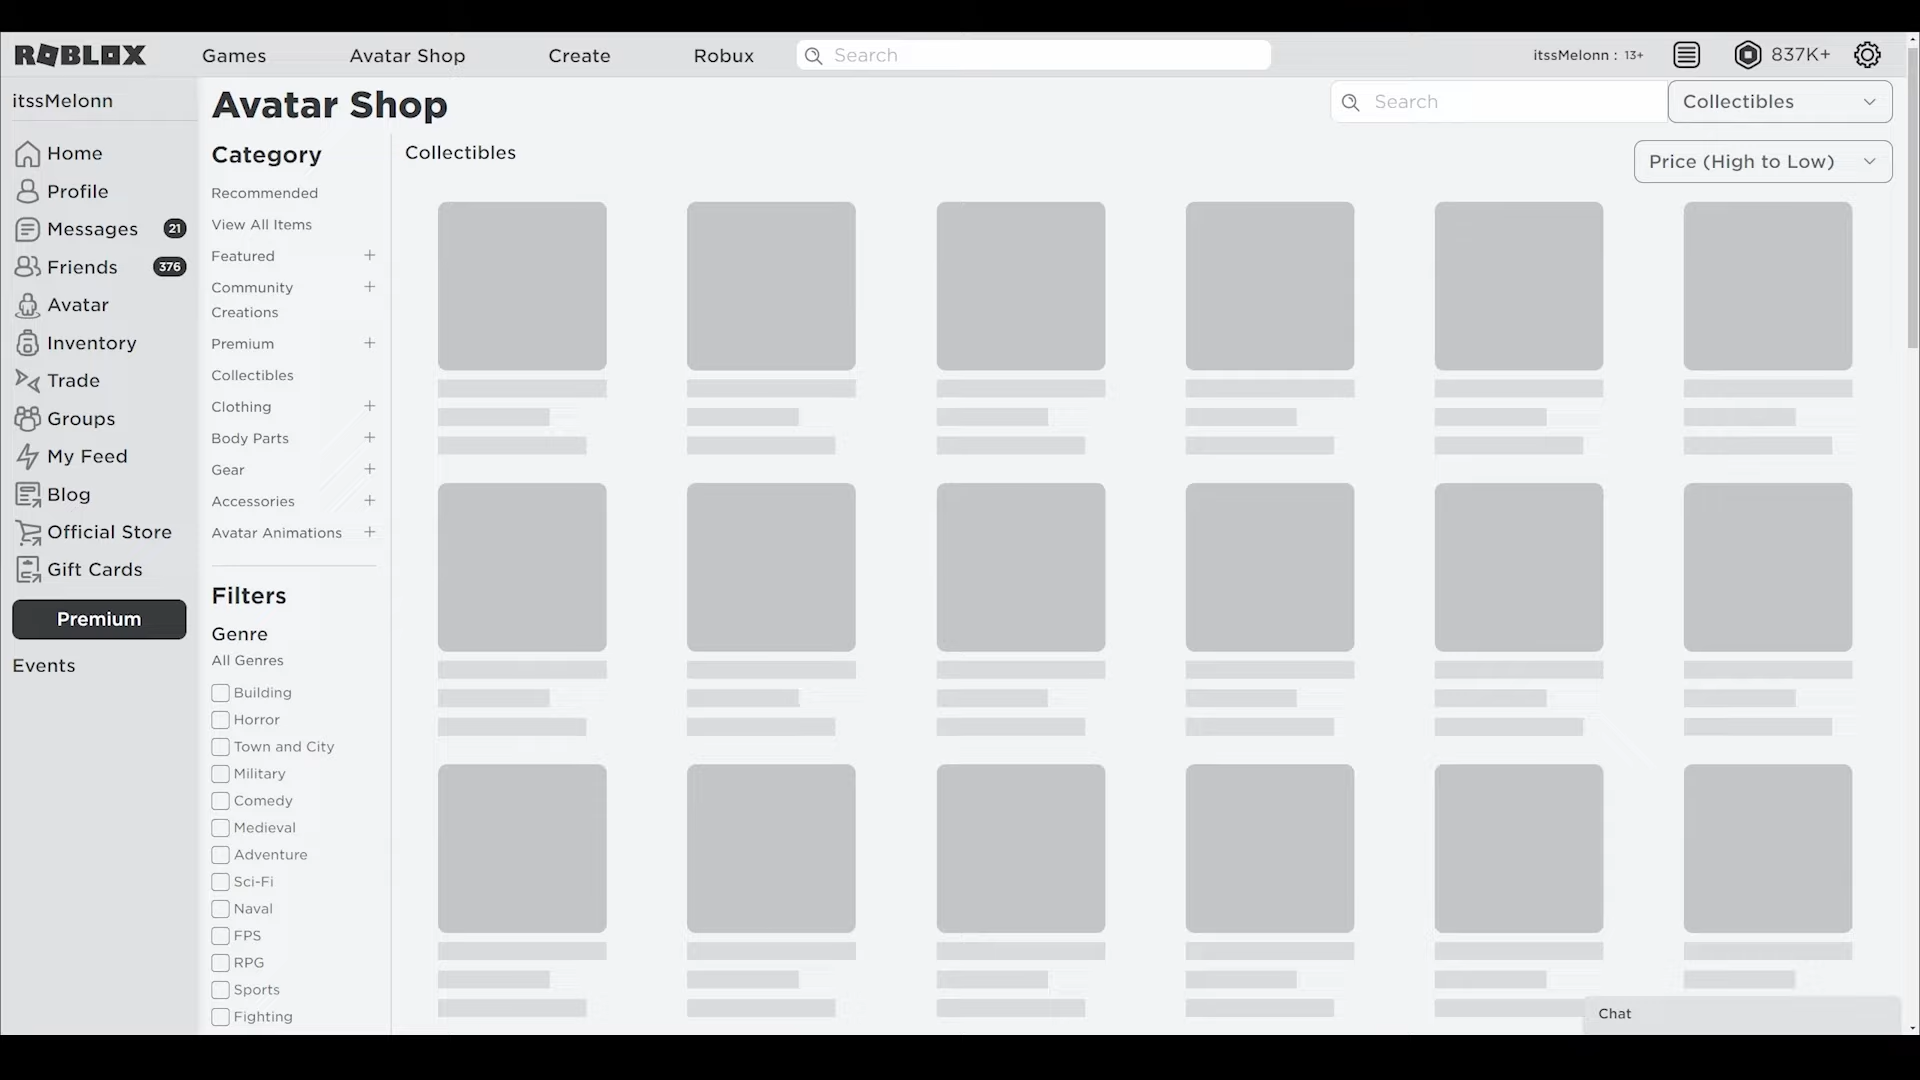 ROBLOX
Games
Avatar Shop
Create
Robux
Search
itssMelonn : 13+
837K+
itssMelonn
Home
Profile
Messages 21
Friends 376
Avatar
Inventory
Trade
Groups
My Feed
Blog
Official Store
Gift Cards
Premium
Events
Avatar Shop
Search
Collectibles
Category
Recommended
View All Items
Featured +
Community +
Creations
Premium +
Collectibles
Clothing +
Body Parts +
Gear +
Accessories +
Avatar Animations +
Filters
Genre
All Genres
Building
Horror
Town and City
Military
Comedy
Medieval
Adventure
Sci-Fi
Naval
FPS
RPG
Sports
Fighting
Collectibles
Price (High to Low)
Chat